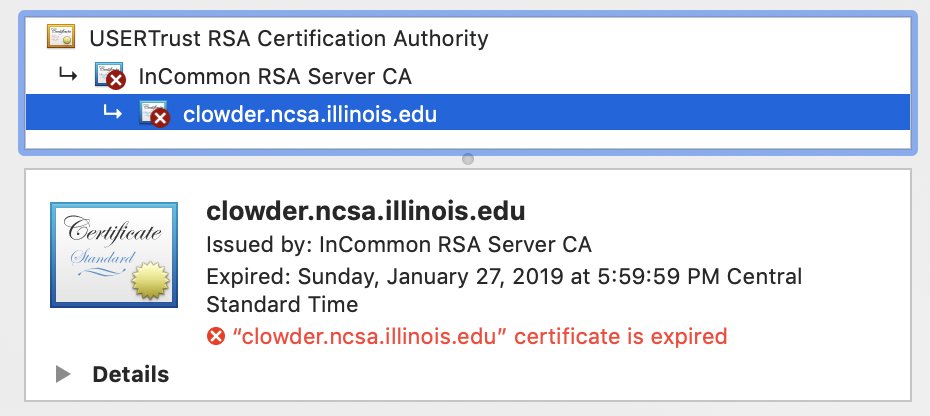 USERTrust RSA Certification Authority
InCommon RSA Server CA
clowder.ncsa.illinois.edu
Certificate
Standard
clowder.ncsa.illinois.edu
Issued by: InCommon RSA Server CA
Expired: Sunday, January 27, 2019 at 5:59:59 PM Central
Standard Time
“clowder.ncsa.illinois.edu” certificate is expired
Details